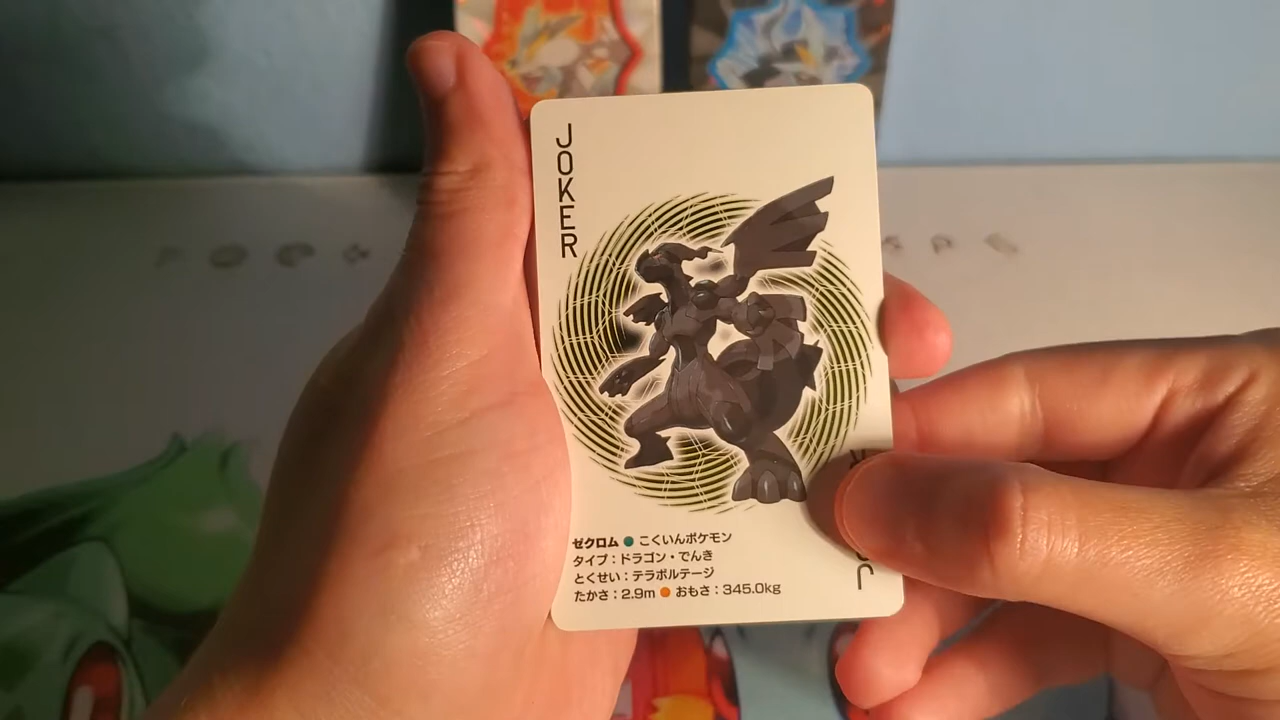 JOKER
ゼクロム ● こくいんポケモン
タイプ：ドラゴン・でんき
とくせい：テラボルテージ
たかさ：2.9m ● おもさ：345.0kg